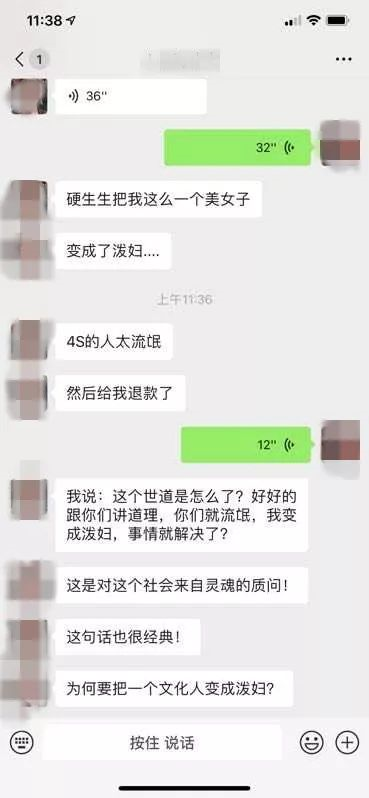 11:38
1
36"
32"
硬生生把我这么一个美女子
变成了泼妇....
上午11:36
4S的人太流氓
然后给我退款了
12"
我说：这个世道是怎么了？好好的
跟你们讲道理，你们就流氓，我变
成泼妇，事情就解决了？
这是对这个社会来自灵魂的质问！
这句话也很经典！
为何要把一个文化人变成泼妇？
按住 说话